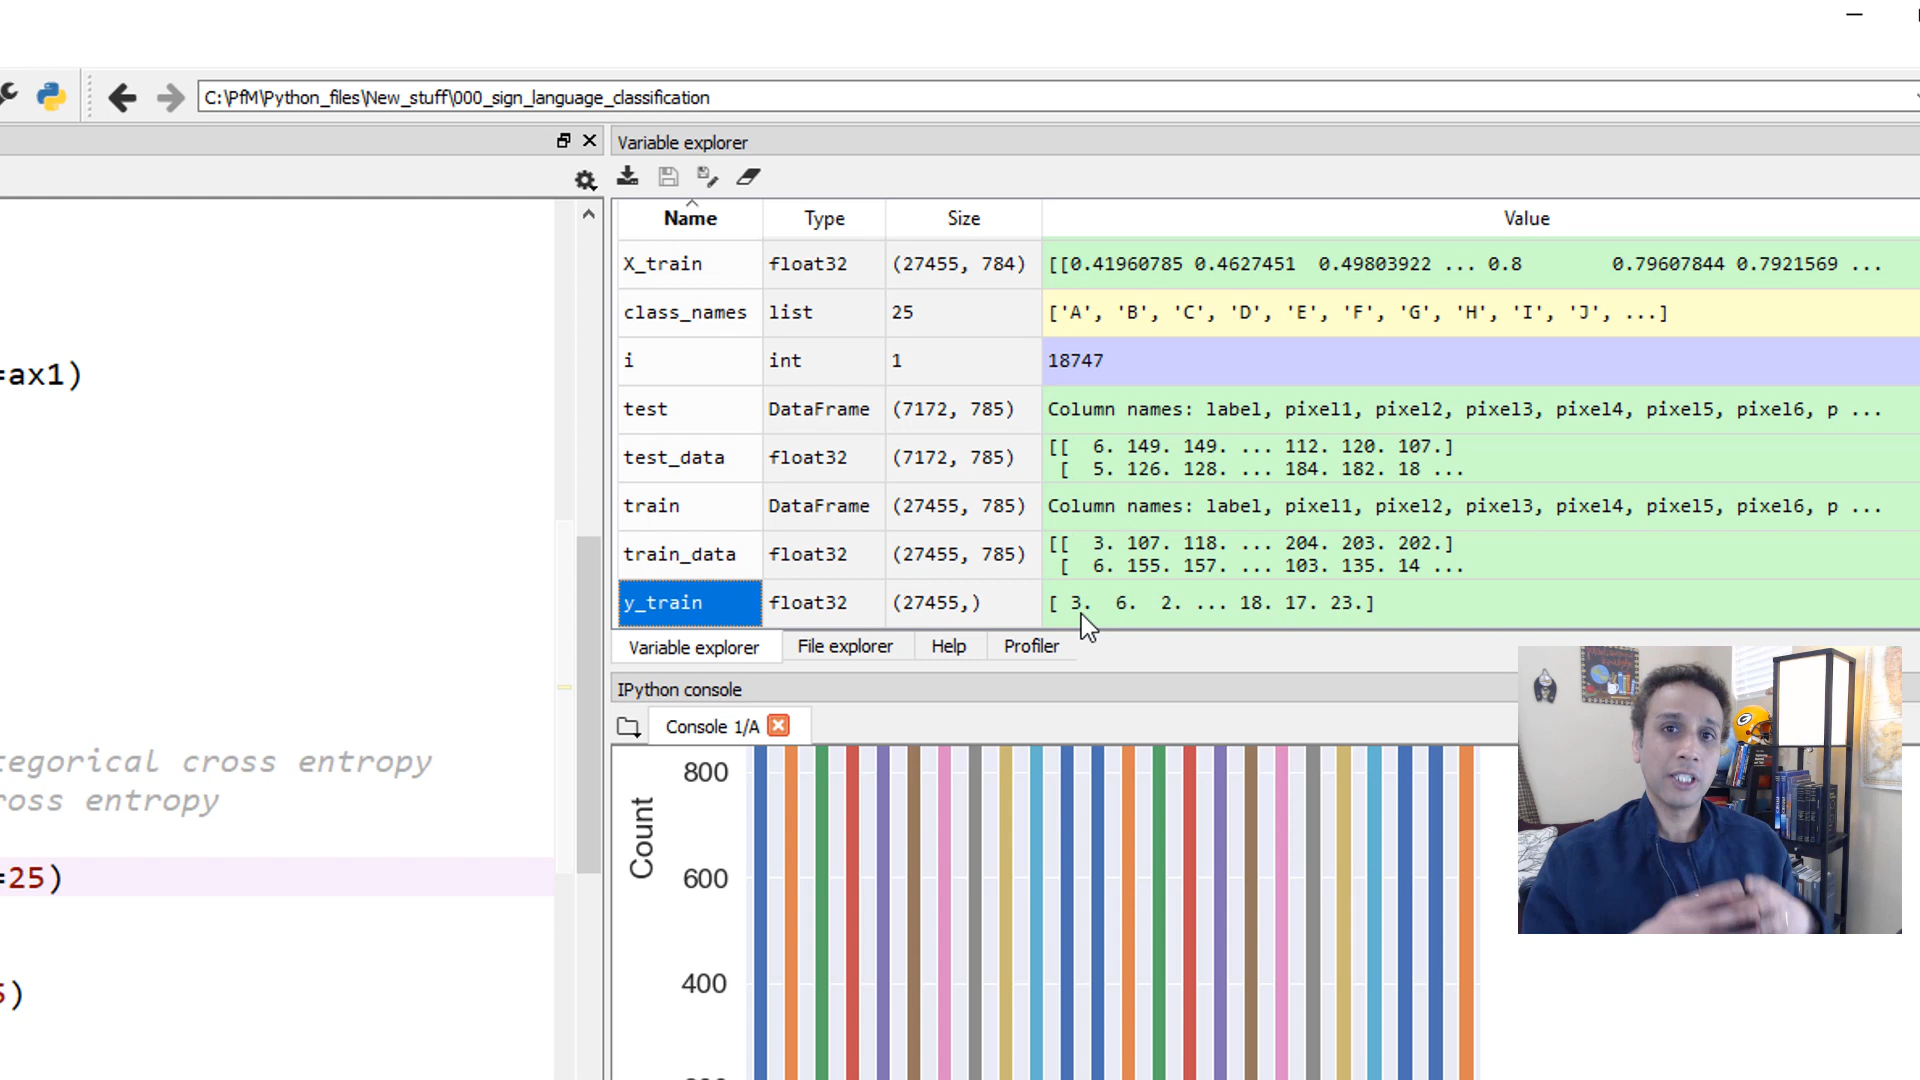 C:\PfM\Python_files\New_stuff\000_sign_language_classification
Variable explorer
Name Type Size Value
X_train float32 (27455, 784) [[0.41960785 0.4627451 0.49803922 ... 0.8 0.79607844 0.7921569 ...
class_names list 25 ['A', 'B', 'C', 'D', 'E', 'F', 'G', 'H', 'I', 'J', ...]
i int 1 18747
test DataFrame (7172, 785) Column names: label, pixel1, pixel2, pixel3, pixel4, pixel5, pixel6, p ...
test_data float32 (7172, 785) [[ 6. 149. 149. ... 112. 120. 107.]
[ 5. 126. 128. ... 184. 182. 18 ...
train DataFrame (27455, 785) Column names: label, pixel1, pixel2, pixel3, pixel4, pixel5, pixel6, p ...
train_data float32 (27455, 785) [[ 3. 107. 118. ... 204. 203. 202.]
[ 6. 155. 157. ... 103. 135. 14 ...
y_train float32 (27455,) [ 3. 6. 2. ... 18. 17. 23.]
Variable explorer File explorer Help Profiler
IPython console
Console 1/A
800
600
400
Count
=ax1)
tegorical cross entropy
ross entropy
=25)
)